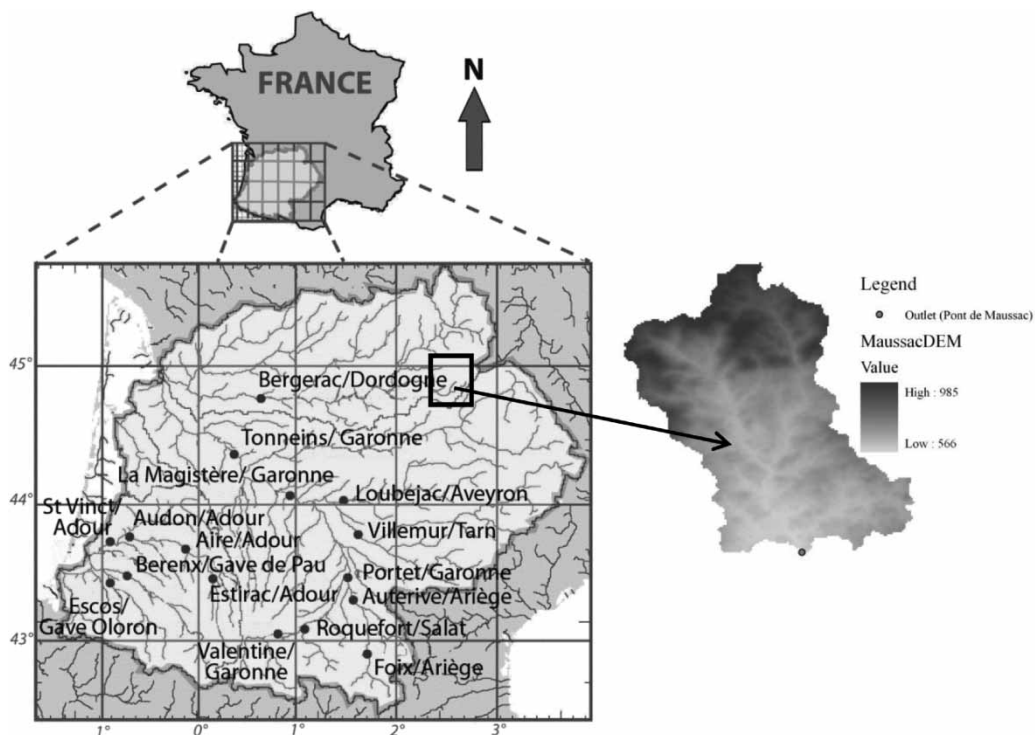 FRANCE
N
45°
Bergerac/Dordogne
Tonneins/ Garonne
La Magistère/ Garonne
44°
Loubejac/Aveyron
St Vinct/
Adour
Audon/Adour
Aire/Adour
Villemur/Tarn
Berenx/Gave de Pau
Portet/Garonne
Estirac/Adour
Auterive/Ariège
Escos/
Gave Oloron
43°
Roquefort/Salat
Valentine/
Garonne
Foix/Ariège
1° 0° 1° 2° 3°
Legend
Outlet (Pont de Maussac)
MaussacDEM
Value
High : 985
Low : 566